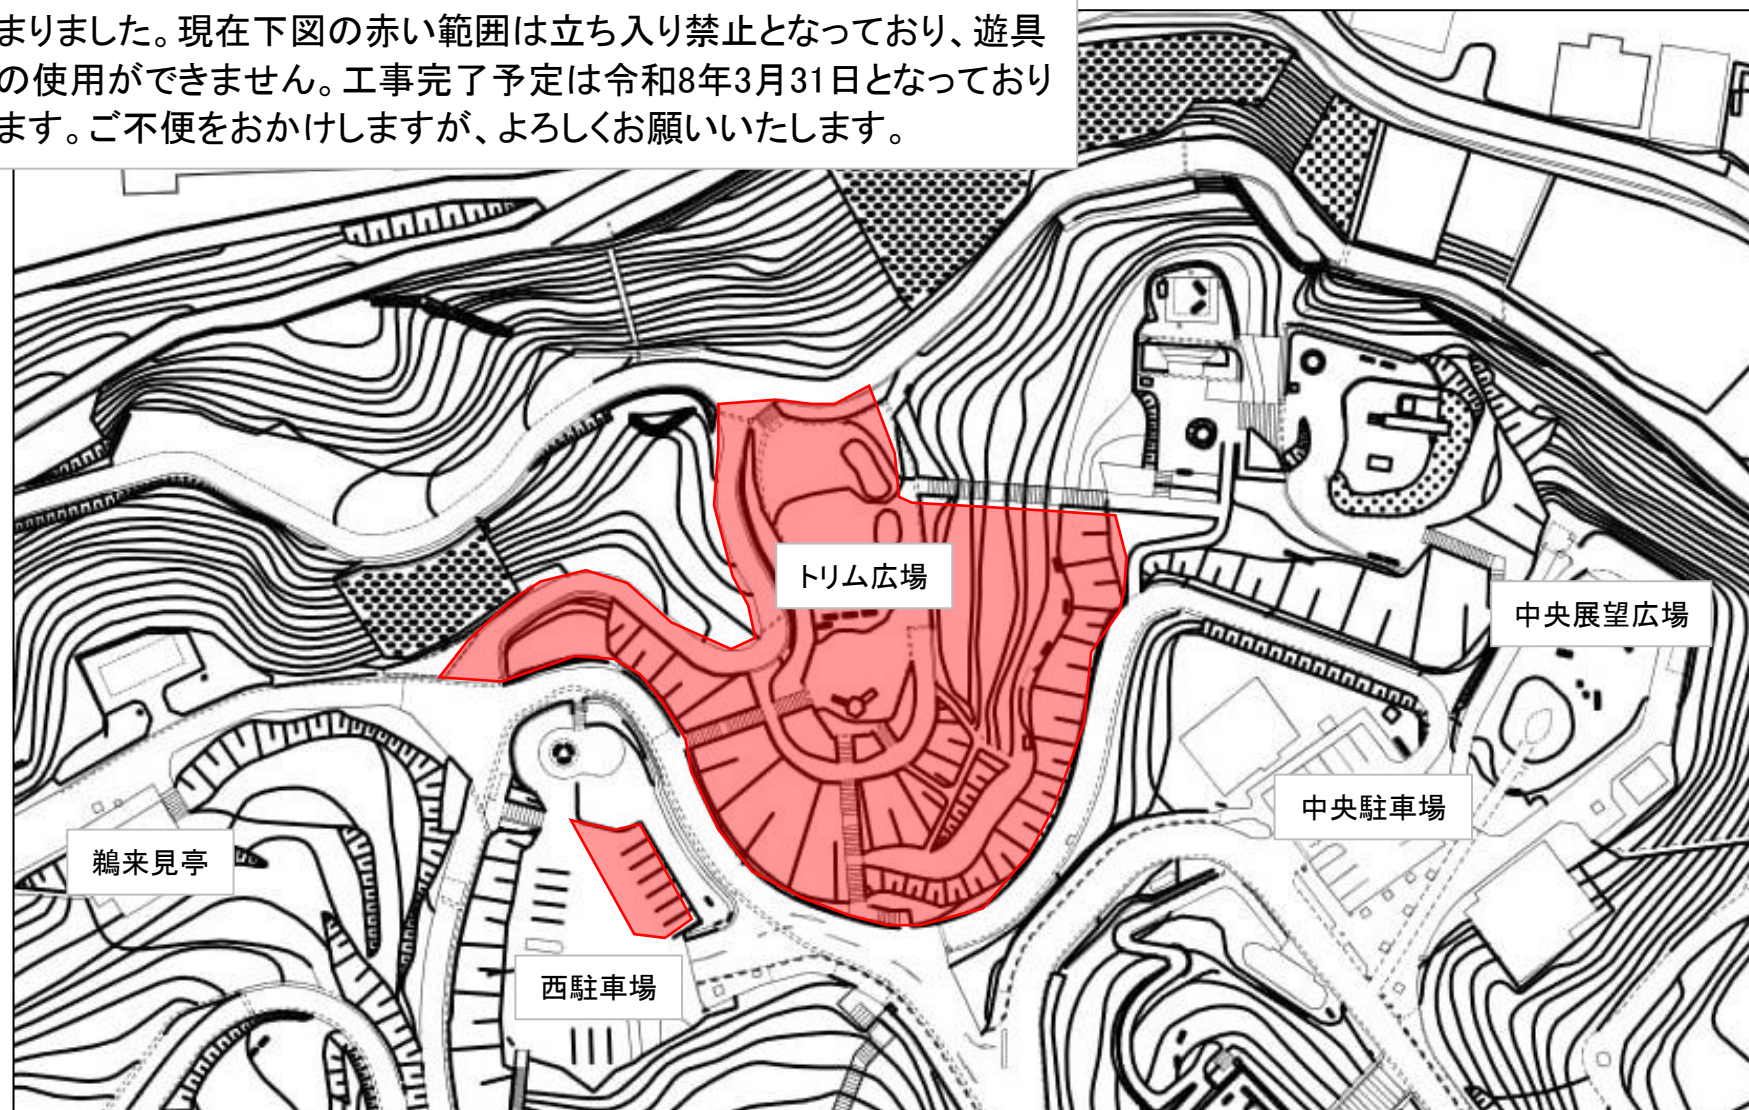 まりました。現在下図の赤い範囲は立ち入り禁止となっており、遊具
の使用ができません。工事完了予定は令和8年3月31日となっており
ます。ご不便をおかけしますが、よろしくお願いいたします。
トリム広場
中央展望広場
中央駐車場
鵜来見亭
西駐車場